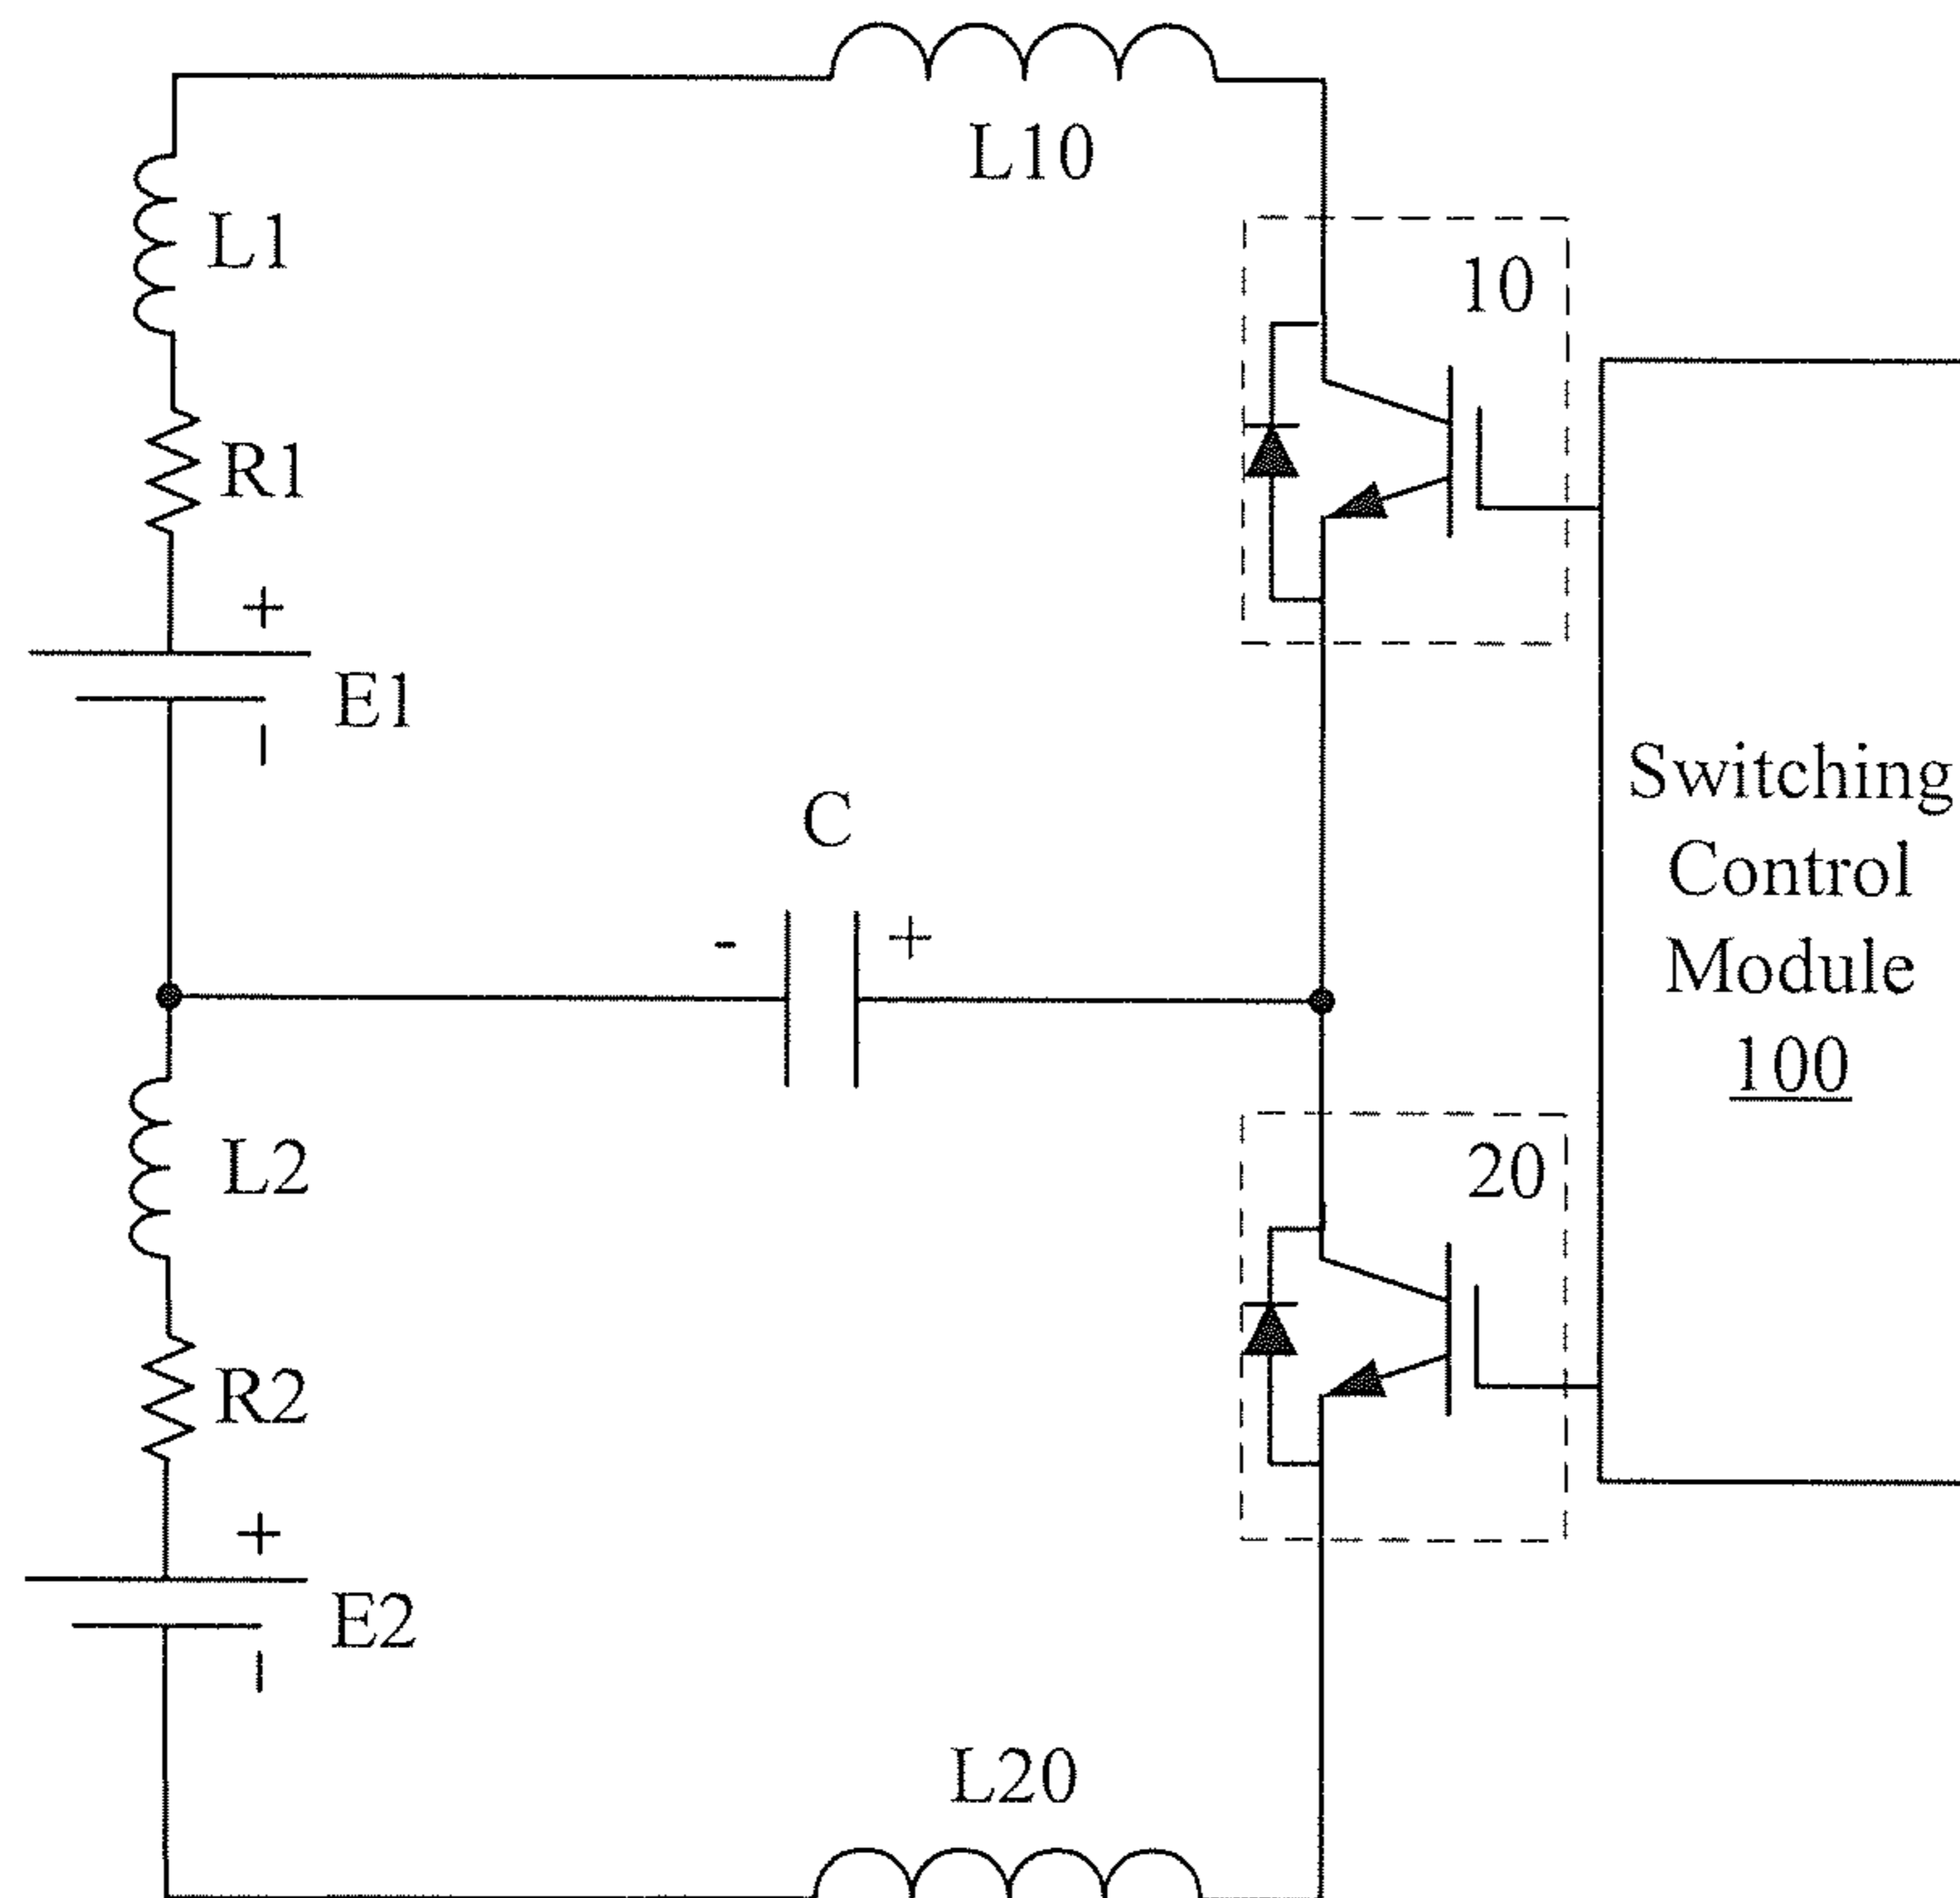 L10
L1
10
R1
+
E1
-
Switching
Control
Module
100
C
- +
L2
20
R2
+
E2
-
L20